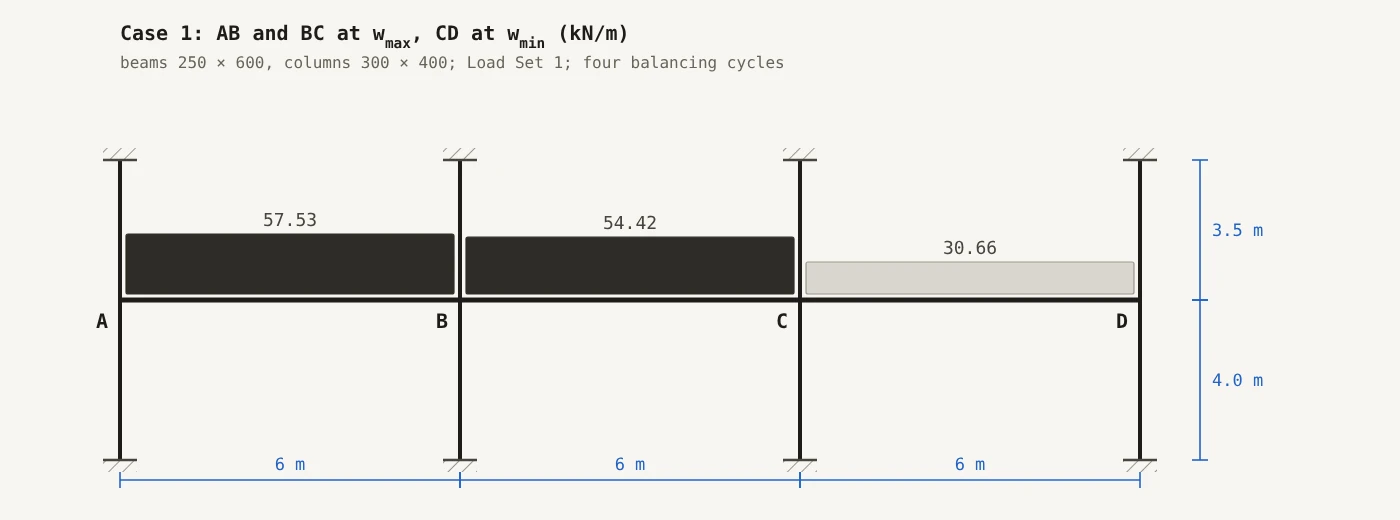 Case 1: AB and BC at wmax, CD at wmin (kN/m)
beams 250 × 600, columns 300 × 400; Load Set 1; four balancing cycles
57.53
54.42
30.66
3.5 m
A
B
C
D
4.0 m
6 m
6 m
6 m